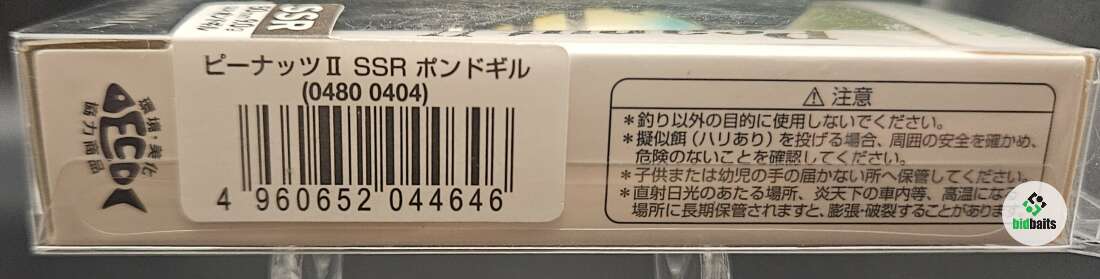 SSR
ピーナッツⅡ SSR ポンドギル
(0480 0404)
4 960652 044646
環境・美化
ECO
協力商品
⚠ 注意
*釣り以外の目的に使用しないでください。
*擬似餌(ハリあり)を投げる場合、周囲の安全を確かめ、
危険のないことを確認してください。
*子供または幼児の手の届かない所へ保管してください。
*直射日光のあたる場所、炎天下の車内等、高温にな
場所に長期保管されますと、膨張・破裂することがありま
bidbaits